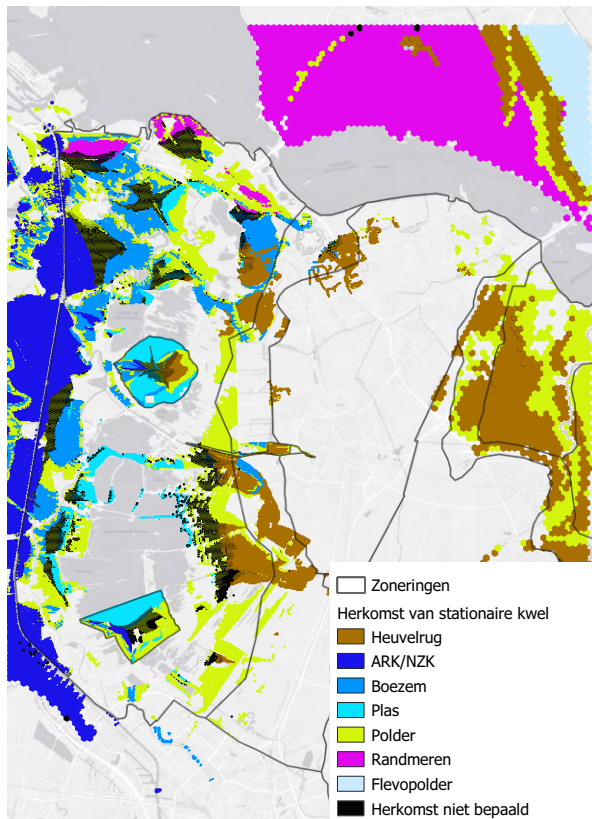 Zoneringen
Herkomst van stationaire kwel
Heuvelrug
ARK/NZK
Boezem
Plas
Polder
Randmeren
Flevopolder
Herkomst niet bepaald